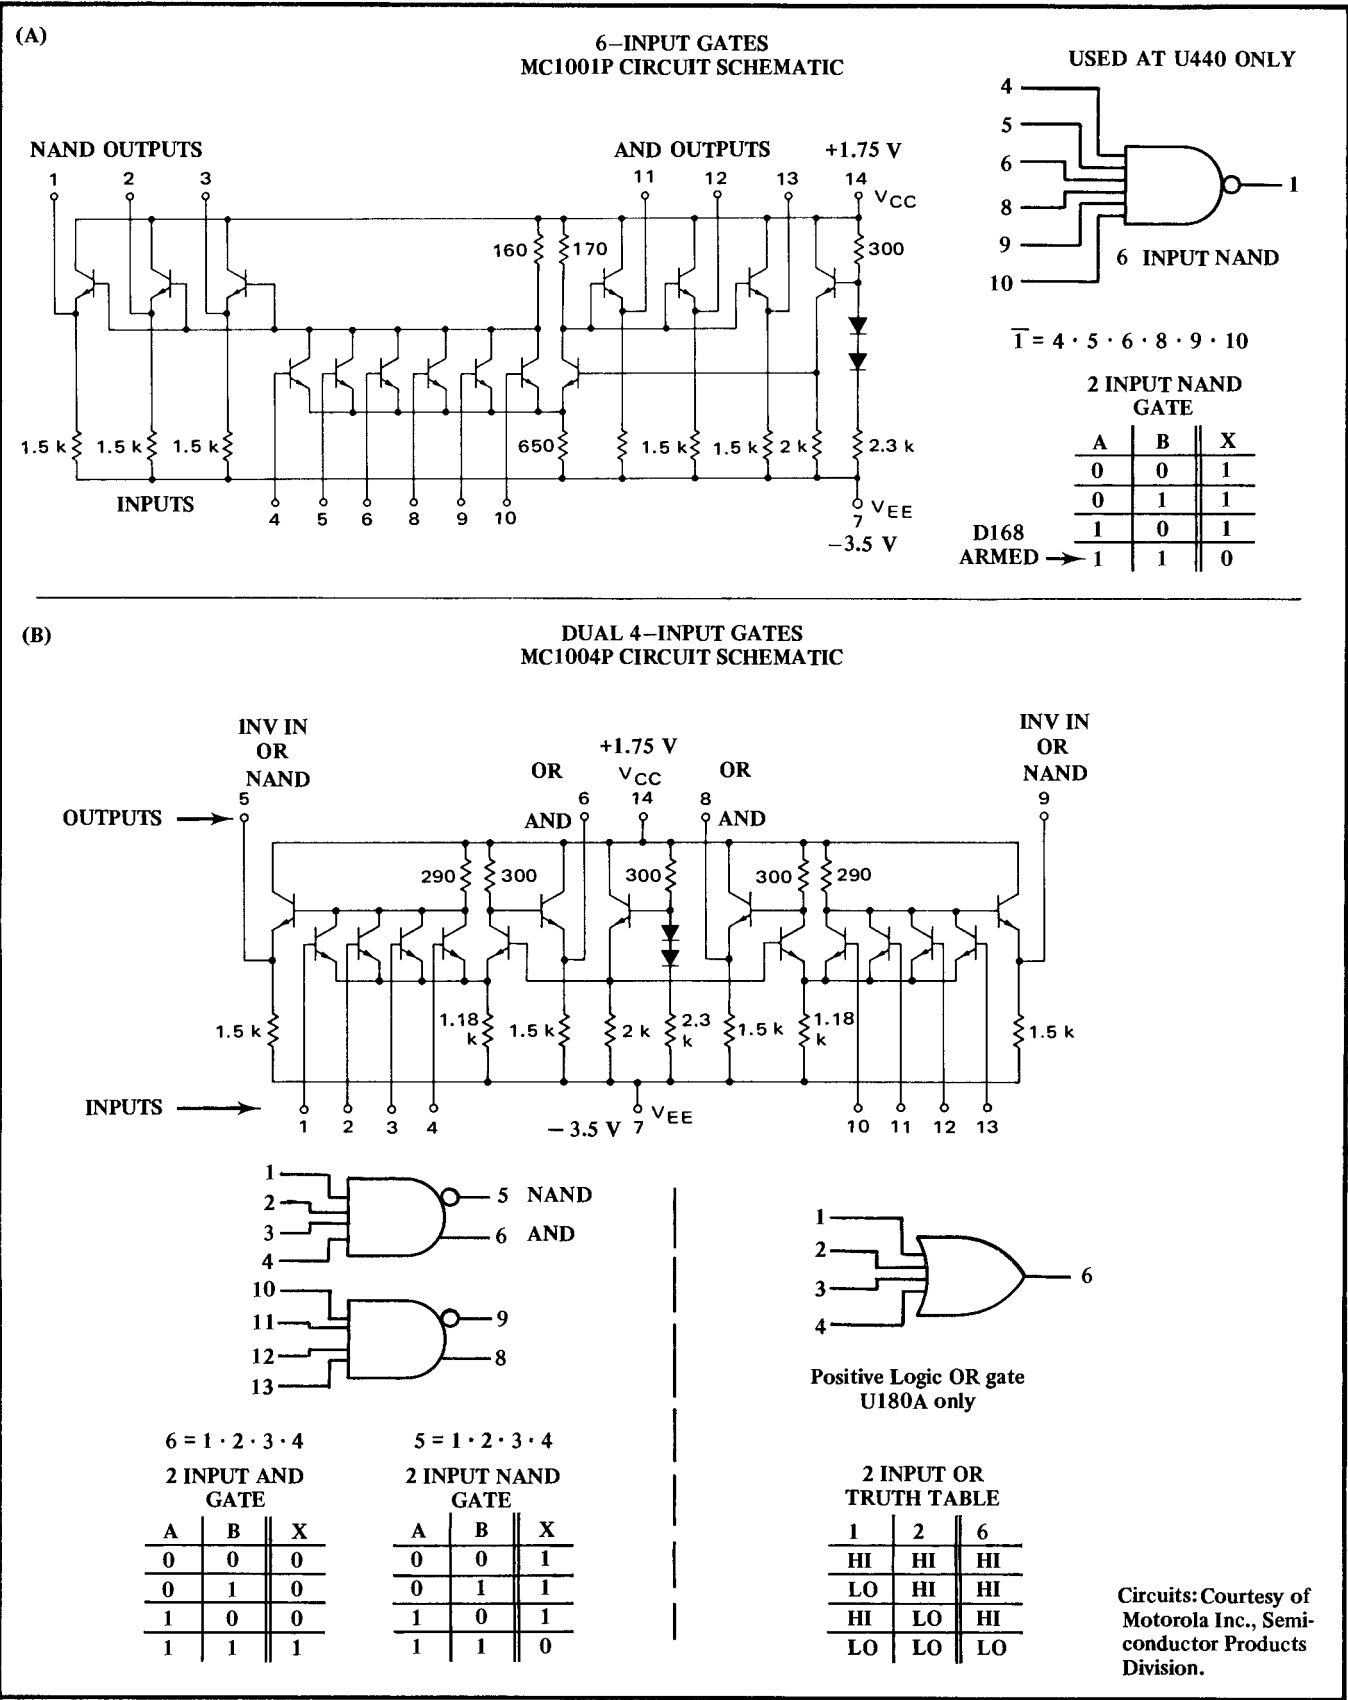 (A)
6–INPUT GATES
MC1001P CIRCUIT SCHEMATIC
USED AT U440 ONLY
4
5
6
8
9
10
1
6 INPUT NAND
NAND OUTPUTS
1 2 3
AND OUTPUTS
11 12 13
+1.75 V
14
VCC
160 170 300
1.5 k 1.5 k 1.5 k 650 1.5 k 1.5 k 2 k 2.3 k
INPUTS
4 5 6 8 9 10
7 VEE
−3.5 V
1̅ = 4 · 5 · 6 · 8 · 9 · 10
2 INPUT NAND
GATE
A B X
0 0 1
0 1 1
1 0 1
D168
ARMED
1 1 0
(B)
DUAL 4–INPUT GATES
MC1004P CIRCUIT SCHEMATIC
INV IN
OR
NAND
5
OR
AND
6
+1.75 V
VCC
14
OR
8
AND
INV IN
OR
NAND
9
OUTPUTS
290 300 300 300 290
1.5 k 1.18 k 1.5 k 2 k 2.3 k 1.5 k 1.18 k 1.5 k
INPUTS
1 2 3 4
− 3.5 V 7 VEE
10 11 12 13
1
2
3
4
5 NAND
6 AND
10
11
12
13
9
8
1
2
3
4
6
Positive Logic OR gate
U180A only
6 = 1 · 2 · 3 · 4
2 INPUT AND
GATE
A B X
0 0 0
0 1 0
1 0 0
1 1 1
5 = 1 · 2 · 3 · 4
2 INPUT NAND
GATE
A B X
0 0 1
0 1 1
1 0 1
1 1 0
2 INPUT OR
TRUTH TABLE
1 2 6
HI HI HI
LO HI HI
HI LO HI
LO LO LO
Circuits: Courtesy of
Motorola Inc., Semi-
conductor Products
Division.